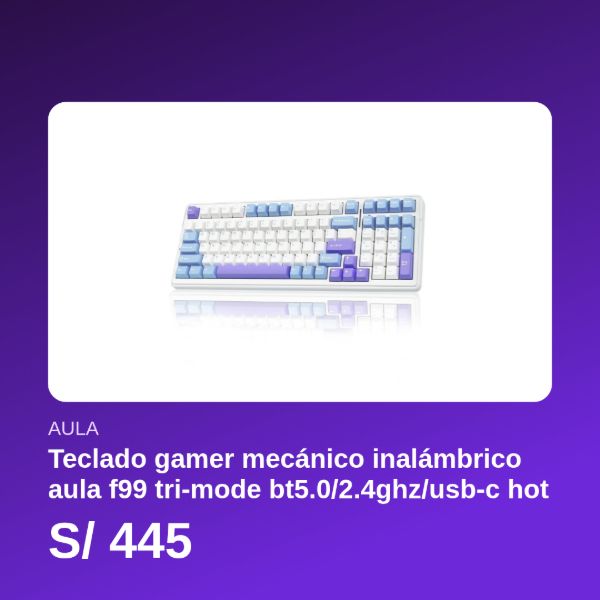 AULA
Teclado gamer mecánico inalámbrico
aula f99 tri-mode bt5.0/2.4ghz/usb-c hot
S/ 445